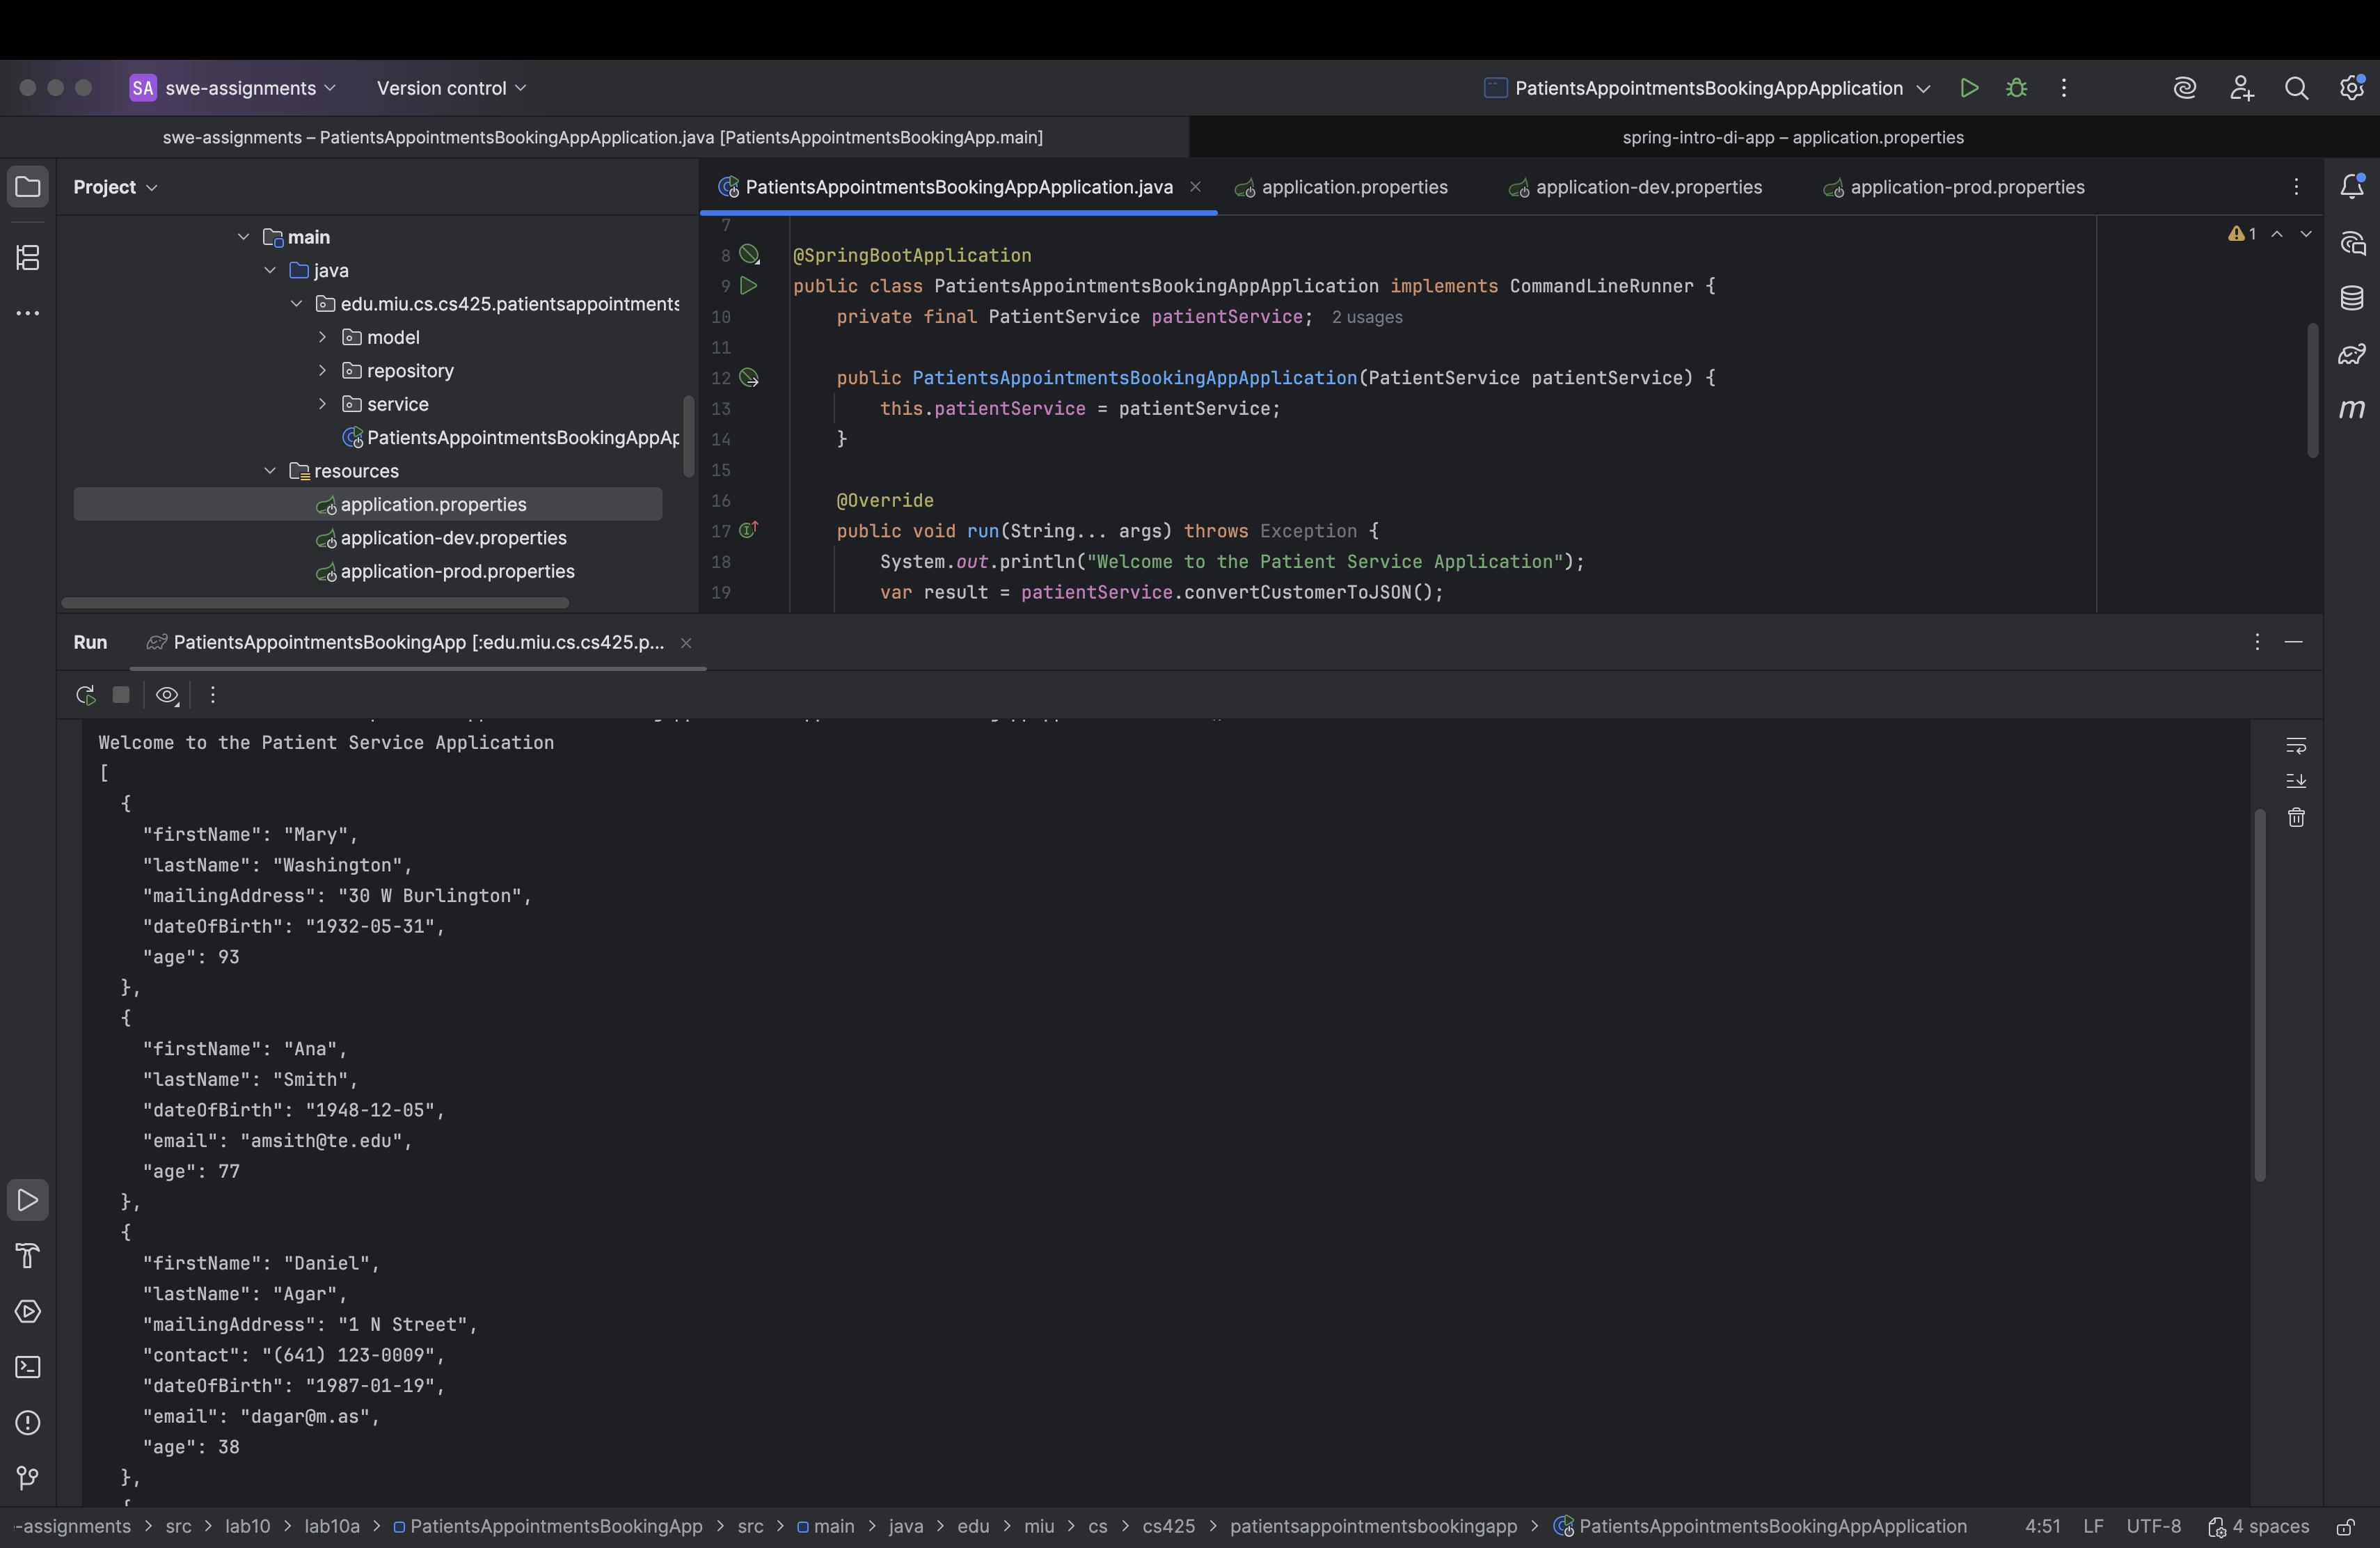 SA swe-assignments Version control PatientsAppointmentsBookingAppApplication
swe-assignments – PatientsAppointmentsBookingAppApplication.java [PatientsAppointmentsBookingApp.main] spring-intro-di-app – application.properties
Project
main
java
edu.miu.cs.cs425.patientsappointments
model
repository
service
PatientsAppointmentsBookingAppAp
resources
application.properties
application-dev.properties
application-prod.properties
PatientsAppointmentsBookingAppApplication.java application.properties application-dev.properties application-prod.properties
1
7
8 @SpringBootApplication
9 public class PatientsAppointmentsBookingAppApplication implements CommandLineRunner {
10 private final PatientService patientService; 2 usages
11
12 public PatientsAppointmentsBookingAppApplication(PatientService patientService) {
13 this.patientService = patientService;
14 }
15
16 @Override
17 public void run(String... args) throws Exception {
18 System.out.println("Welcome to the Patient Service Application");
19 var result = patientService.convertCustomerToJSON();
m
Run PatientsAppointmentsBookingApp [:edu.miu.cs.cs425.p...
Welcome to the Patient Service Application
[
{
"firstName": "Mary",
"lastName": "Washington",
"mailingAddress": "30 W Burlington",
"dateOfBirth": "1932-05-31",
"age": 93
},
{
"firstName": "Ana",
"lastName": "Smith",
"dateOfBirth": "1948-12-05",
"email": "amsith@te.edu",
"age": 77
},
{
"firstName": "Daniel",
"lastName": "Agar",
"mailingAddress": "1 N Street",
"contact": "(641) 123-0009",
"dateOfBirth": "1987-01-19",
"email": "dagar@m.as",
"age": 38
},
{
-assignments > src > lab10 > lab10a > PatientsAppointmentsBookingApp > src > main > java > edu > miu > cs > cs425 > patientsappointmentsbookingapp > PatientsAppointmentsBookingAppApplication 4:51 LF UTF-8 4 spaces